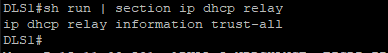 DLS1#sh run | section ip dhcp relay
ip dhcp relay information trust-all
DLS1#